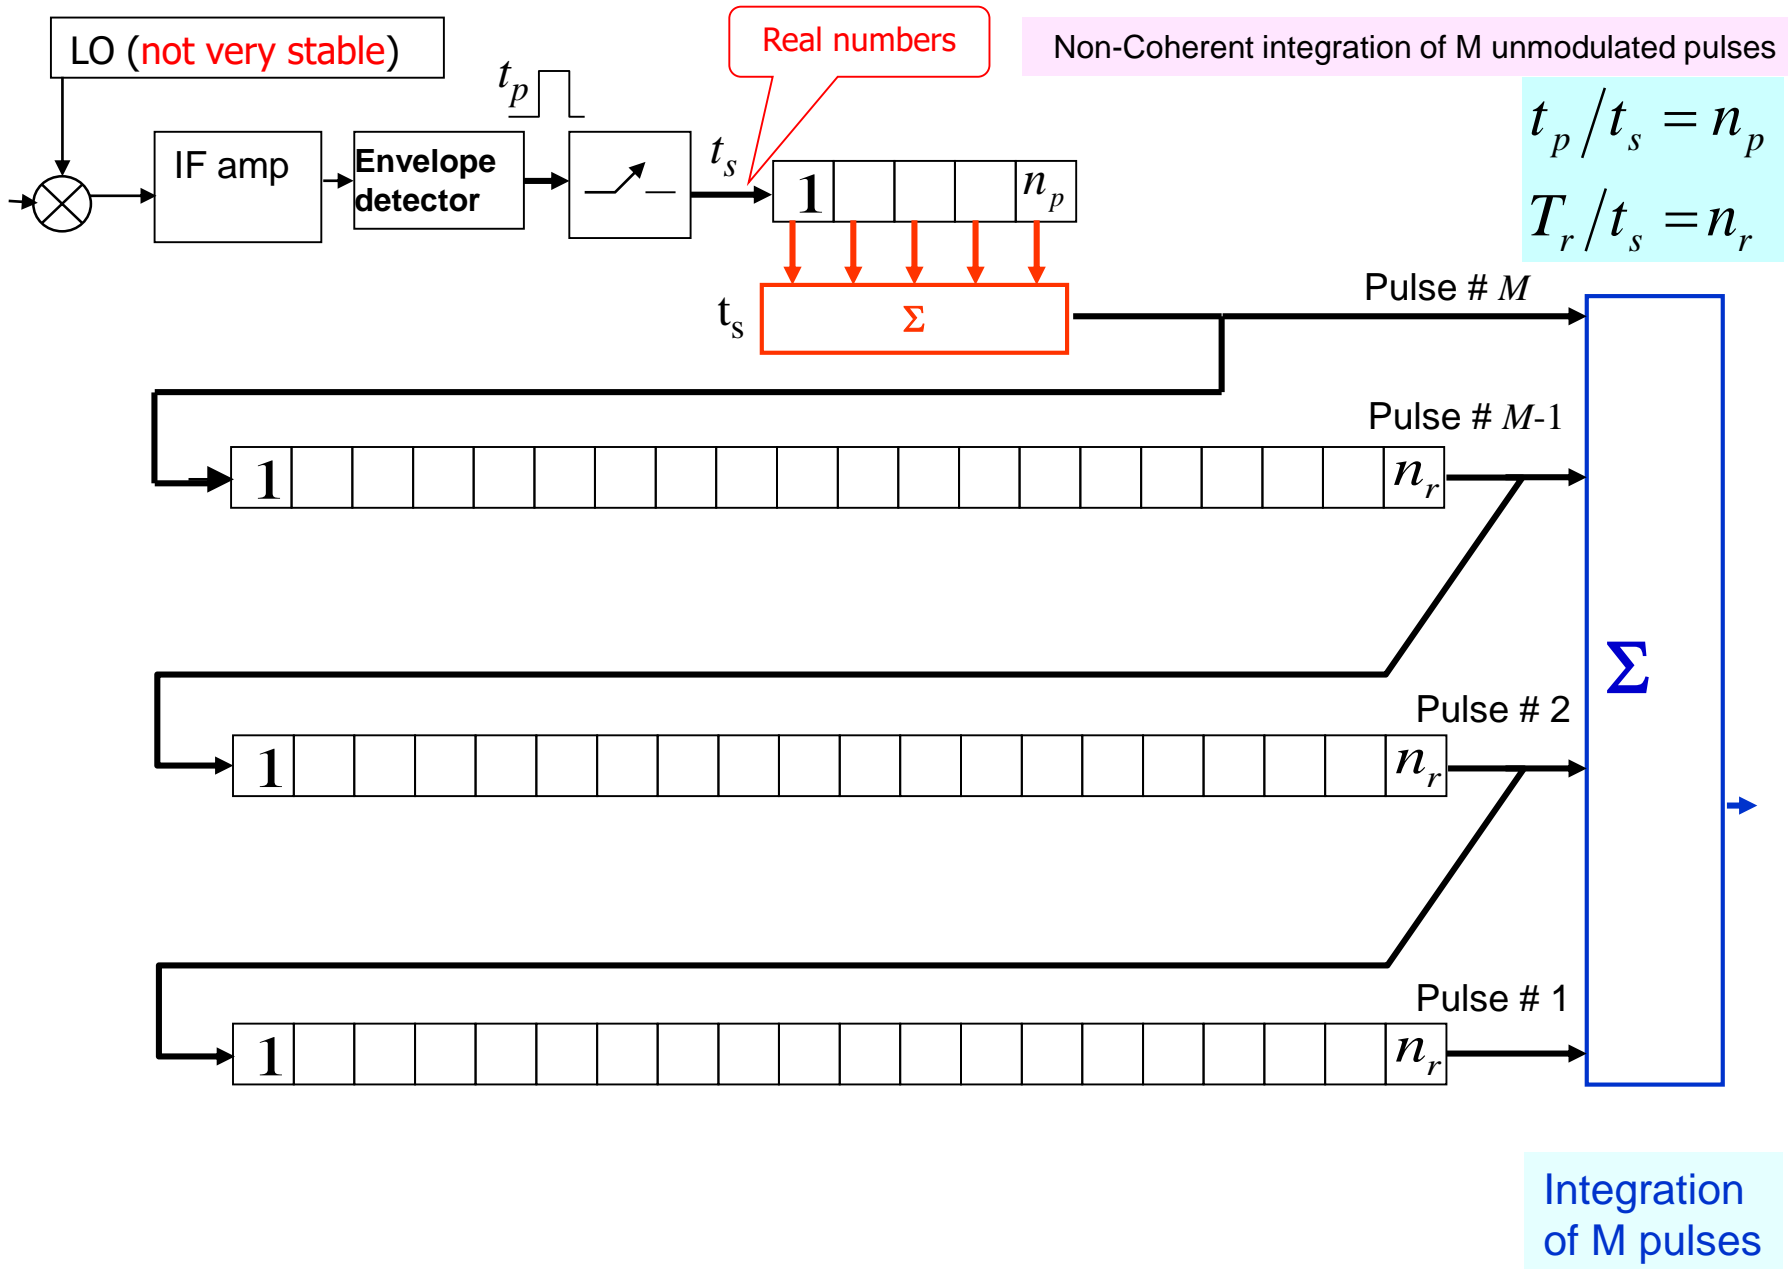 LO (not very stable)
Real numbers
Non-Coherent integration of M unmodulated pulses
t_p
t_p/t_s = n_p
IF amp
Envelope
detector
t_s
1 n_p
T_r/t_s = n_r
Pulse # M
t_s
Σ
Pulse # M-1
1 n_r
Σ
Pulse # 2
1 n_r
Pulse # 1
1 n_r
Integration
of M pulses